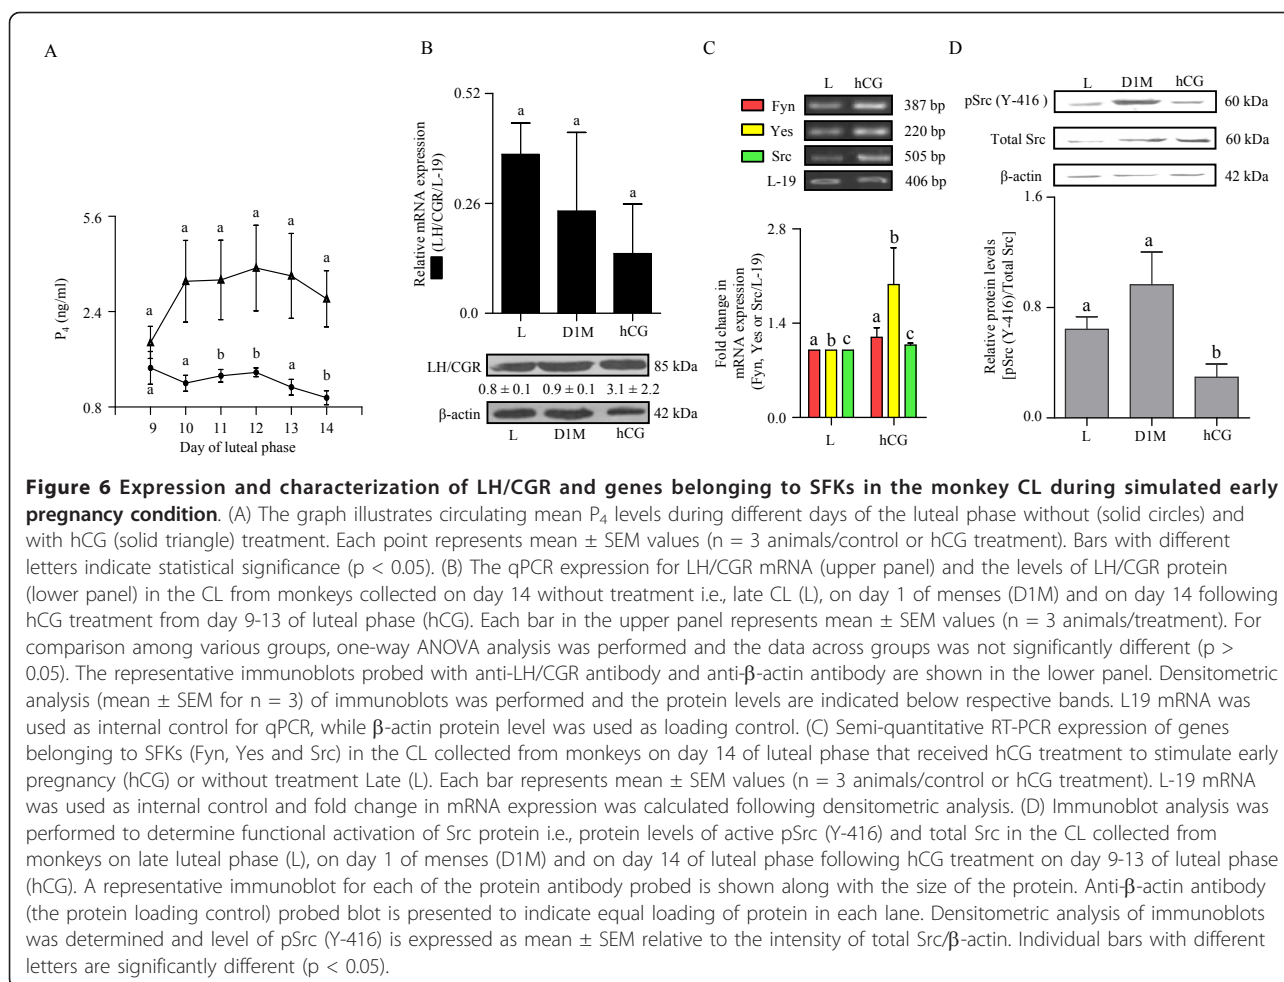 A
5.6
2.4
0.8
P4 (ng/ml)
a a a a a a
a a b b a b
9 10 11 12 13 14
Day of luteal phase
B
0.52
0.26
0.0
Relative mRNA expression
(LH/CGR/L-19)
a a a
L D1M hCG
LH/CGR 85 kDa
0.8 ± 0.1 0.9 ± 0.1 3.1 ± 2.2
β-actin 42 kDa
L D1M hCG
C
L hCG
Fyn 387 bp
Yes 220 bp
Src 505 bp
L-19 406 bp
2.8
1.4
0.0
Fold change in
mRNA expression
(Fyn, Yes or Src/L-19)
a b c a b c
L hCG
D
L D1M hCG
pSrc (Y-416 ) 60 kDa
Total Src 60 kDa
β-actin 42 kDa
1.6
0.8
0.0
Relative protein levels
[pSrc (Y-416)/Total Src]
a a b
L D1M hCG
Figure 6 Expression and characterization of LH/CGR and genes belonging to SFKs in the monkey CL during simulated early
pregnancy condition. (A) The graph illustrates circulating mean P4 levels during different days of the luteal phase without (solid circles) and
with hCG (solid triangle) treatment. Each point represents mean ± SEM values (n = 3 animals/control or hCG treatment). Bars with different
letters indicate statistical significance (p < 0.05). (B) The qPCR expression for LH/CGR mRNA (upper panel) and the levels of LH/CGR protein
(lower panel) in the CL from monkeys collected on day 14 without treatment i.e., late CL (L), on day 1 of menses (D1M) and on day 14 following
hCG treatment from day 9-13 of luteal phase (hCG). Each bar in the upper panel represents mean ± SEM values (n = 3 animals/treatment). For
comparison among various groups, one-way ANOVA analysis was performed and the data across groups was not significantly different (p >
0.05). The representative immunoblots probed with anti-LH/CGR antibody and anti-β-actin antibody are shown in the lower panel. Densitometric
analysis (mean ± SEM for n = 3) of immunoblots was performed and the protein levels are indicated below respective bands. L19 mRNA was
used as internal control for qPCR, while β-actin protein level was used as loading control. (C) Semi-quantitative RT-PCR expression of genes
belonging to SFKs (Fyn, Yes and Src) in the CL collected from monkeys on day 14 of luteal phase that received hCG treatment to stimulate early
pregnancy (hCG) or without treatment Late (L). Each bar represents mean ± SEM values (n = 3 animals/control or hCG treatment). L-19 mRNA
was used as internal control and fold change in mRNA expression was calculated following densitometric analysis. (D) Immunoblot analysis was
performed to determine functional activation of Src protein i.e., protein levels of active pSrc (Y-416) and total Src in the CL collected from
monkeys on late luteal phase (L), on day 1 of menses (D1M) and on day 14 of luteal phase following hCG treatment on day 9-13 of luteal phase
(hCG). A representative immunoblot for each of the protein antibody probed is shown along with the size of the protein. Anti-β-actin antibody
(the protein loading control) probed blot is presented to indicate equal loading of protein in each lane. Densitometric analysis of immunoblots
was determined and level of pSrc (Y-416) is expressed as mean ± SEM relative to the intensity of total Src/β-actin. Individual bars with different
letters are significantly different (p < 0.05).